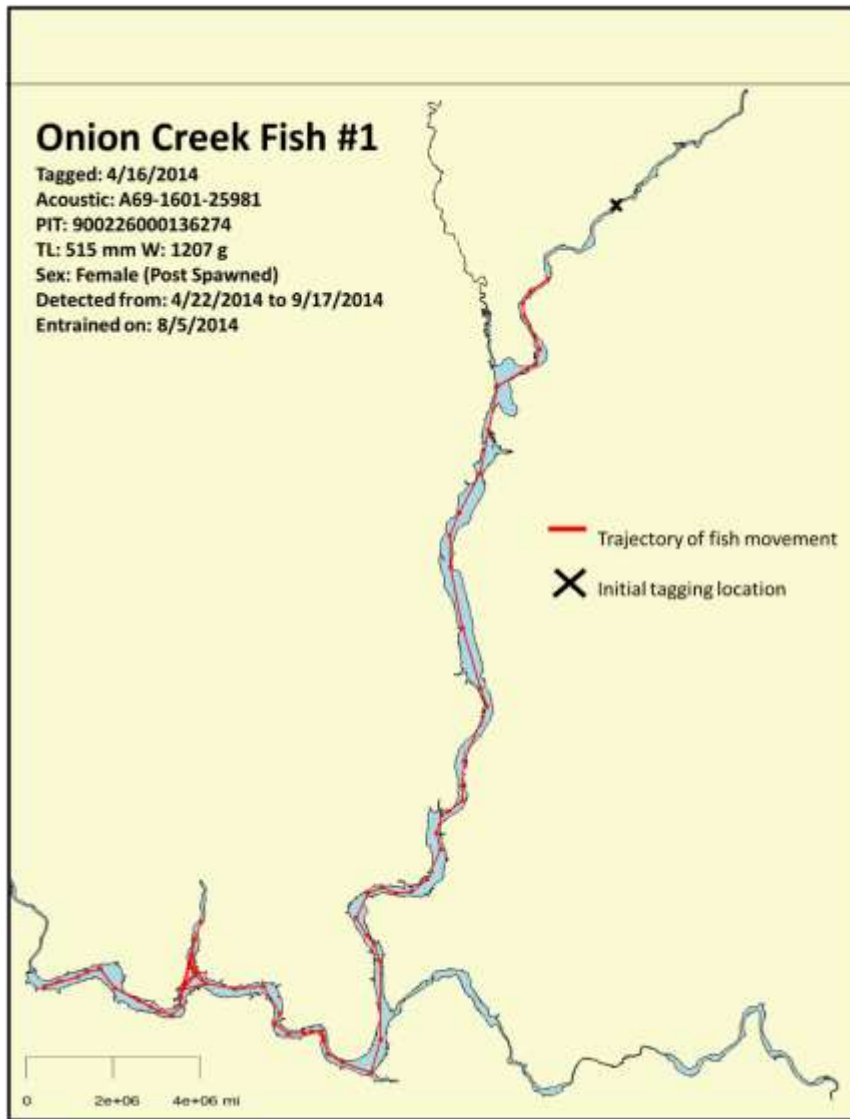 Onion Creek Fish #1
Tagged: 4/16/2014
Acoustic: A69-1601-25981
PIT: 900226000136274
TL: 515 mm W: 1207 g
Sex: Female (Post Spawned)
Detected from: 4/22/2014 to 9/17/2014
Entrained on: 8/5/2014
Trajectory of fish movement
Initial tagging location
0 2e+06 4e+06 mi